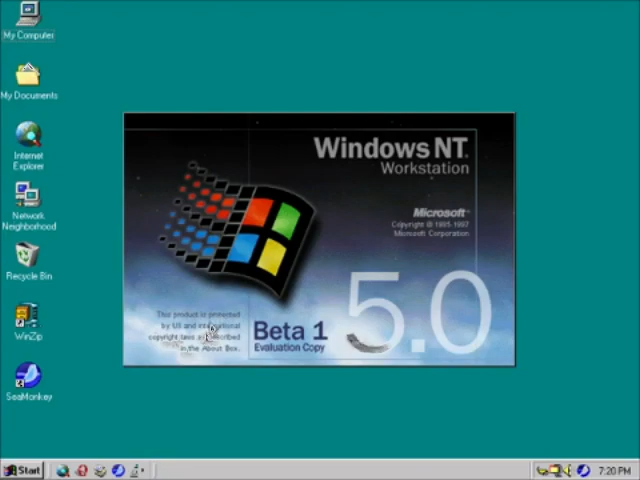 My Computer
My Documents
Internet
Explorer
Network
Neighborhood
Recycle Bin
WinZip
SeaMonkey
Windows NT
Workstation
Microsoft
Copyright © 1985-1997
Microsoft Corporation
5.0
This product is protected
by US and international
copyright laws as described
in the About Box.
Beta 1
Evaluation Copy
Start
7:20 PM